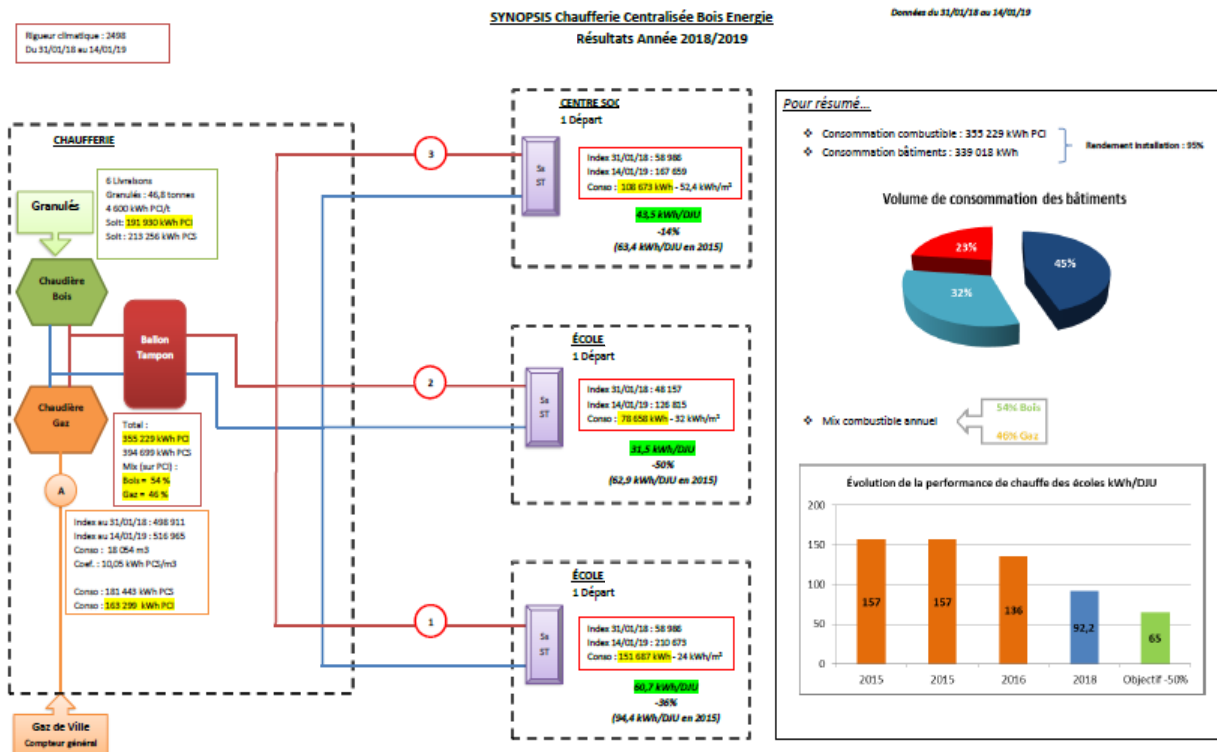 SYNOPSIS Chaufferie Centralisée Bois Energie
Résultats Année 2018/2019
Données du 31/01/18 au 14/01/19
Rigueur climatique : 2498
Du 31/01/18 au 14/01/19
CHAUFFERIE
Granulés
6 Livraisons
Granulés : 46,8 tonnes
4 600 kWh PCI/t
Soit: 191 930 kWh PCI
Soit : 213 256 kWh PCS
Chaudière
Bois
Ballon
Tampon
Chaudière
Gaz
Total :
355 229 kWh PCI
394 699 kWh PCS
Mix (sur PCI) :
Bois = 54 %
Gaz = 46 %
A
Index au 31/01/18 : 498 911
Index au 14/01/19 : 516 965
Conso : 18 054 m3
Coef. : 10,05 kWh PCS/m3
Conso : 181 443 kWh PCS
Conso : 163 299 kWh PCI
Gaz de Ville
Compteur général
3
CENTRE SOC
1 Départ
Ss
ST
Index 31/01/18 : 58 986
Index 14/01/19 : 167 659
Conso : 108 673 kWh - 52,4 kWh/m²
43,5 kWh/DJU
-14%
(63,4 kWh/DJU en 2015)
2
ÉCOLE
1 Départ
Ss
ST
Index 31/01/18 : 48 157
Index 14/01/19 : 126 815
Conso : 78 658 kWh - 32 kWh/m²
31,5 kWh/DJU
-50%
(62,9 kWh/DJU en 2015)
1
ÉCOLE
1 Départ
Ss
ST
Index 31/01/18 : 58 986
Index 14/01/19 : 210 673
Conso : 151 687 kWh - 24 kWh/m²
60,7 kWh/DJU
-36%
(94,4 kWh/DJU en 2015)
Pour résumé...
❖ Consommation combustible : 355 229 kWh PCI
❖ Consommation bâtiments : 339 018 kWh
Rendement Installation : 95%
Volume de consommation des bâtiments
23%
45%
32%
❖ Mix combustible annuel
54% Bois
46% Gaz
Évolution de la performance de chauffe des écoles kWh/DJU
200
150
100
50
0
157
157
136
92,2
65
2015
2015
2016
2018
Objectif -50%